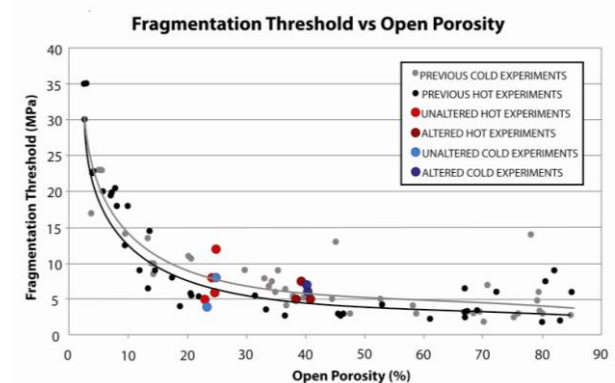 Fragmentation Threshold vs Open Porosity
40
35
30
25
20
15
10
5
0
Fragmentation Threshold (MPa)
PREVIOUS COLD EXPERIMENTS
PREVIOUS HOT EXPERIMENTS
UNALTERED HOT EXPERIMENTS
ALTERED HOT EXPERIMENTS
UNALTERED COLD EXPERIMENTS
ALTERED COLD EXPERIMENTS
0 10 20 30 40 50 60 70 80 90
Open Porosity (%)